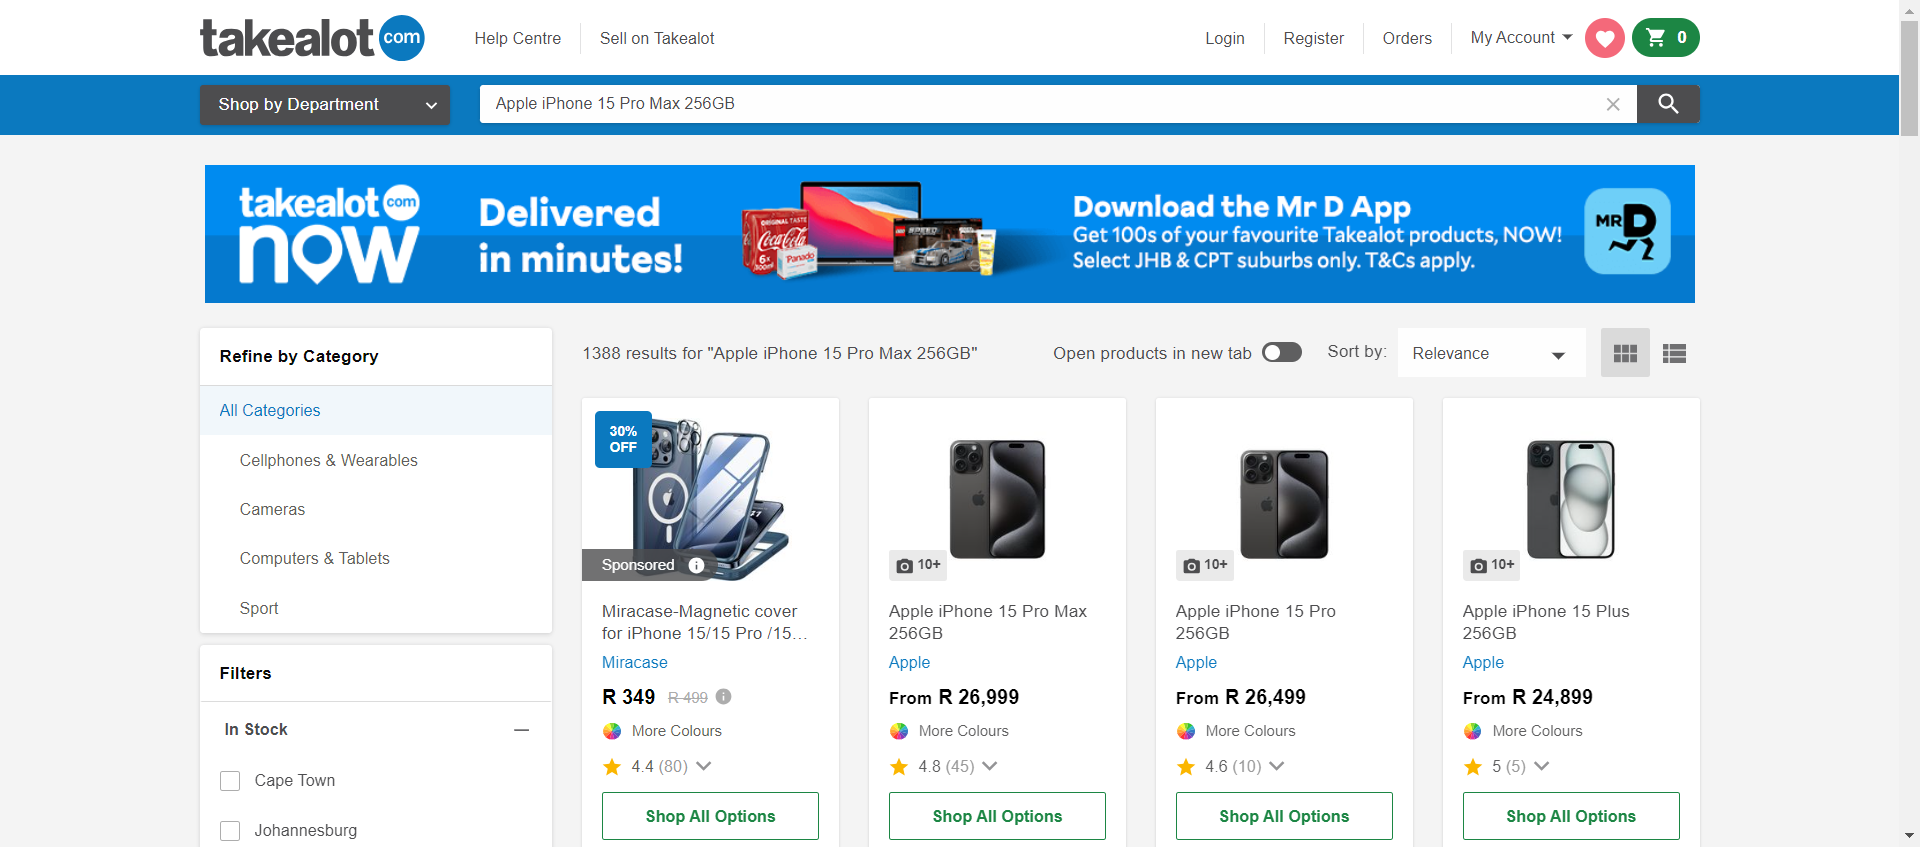 takealot com
Help Centre
Sell on Takealot
Login
Register
Orders
My Account
0
Shop by Department
Apple iPhone 15 Pro Max 256GB
takealot com
NOW
Delivered
in minutes!
ORIGINAL TASTE
Coca-Cola
6x
300ml
Panado
SPEED
Download the Mr D App
Get 100s of your favourite Takealot products, NOW!
Select JHB & CPT suburbs only. T&Cs apply.
MR D
Refine by Category
All Categories
Cellphones & Wearables
Cameras
Computers & Tablets
Sport
Filters
In Stock
Cape Town
Johannesburg
1388 results for "Apple iPhone 15 Pro Max 256GB"
Open products in new tab
Sort by:
Relevance
30%
OFF
Sponsored
Miracase-Magnetic cover
for iPhone 15/15 Pro /15...
Miracase
R 349 R 499
More Colours
4.4 (80)
Shop All Options
10+
Apple iPhone 15 Pro Max
256GB
Apple
From R 26,999
More Colours
4.8 (45)
Shop All Options
10+
Apple iPhone 15 Pro
256GB
Apple
From R 26,499
More Colours
4.6 (10)
Shop All Options
10+
Apple iPhone 15 Plus
256GB
Apple
From R 24,899
More Colours
5 (5)
Shop All Options